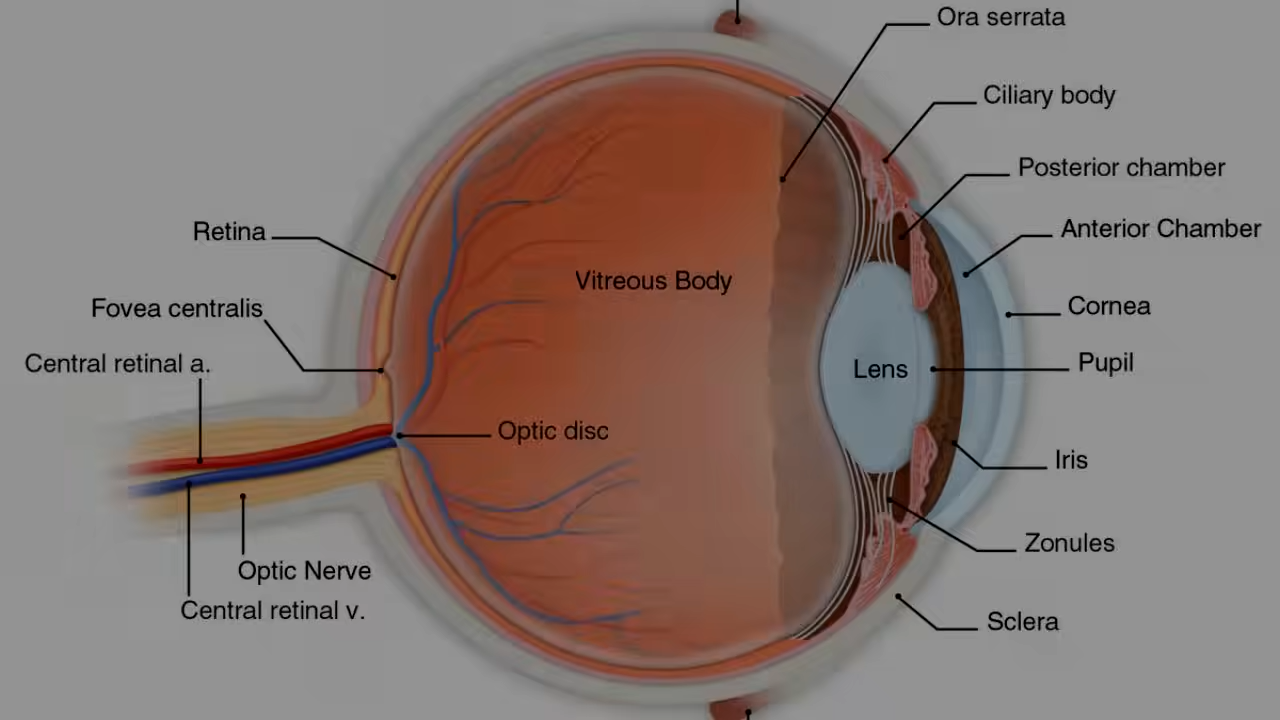 Ora serrata
Ciliary body
Posterior chamber
Anterior Chamber
Retina
Vitreous Body
Fovea centralis
Cornea
Central retinal a.
Lens
Pupil
Optic disc
Iris
Zonules
Optic Nerve
Central retinal v.
Sclera